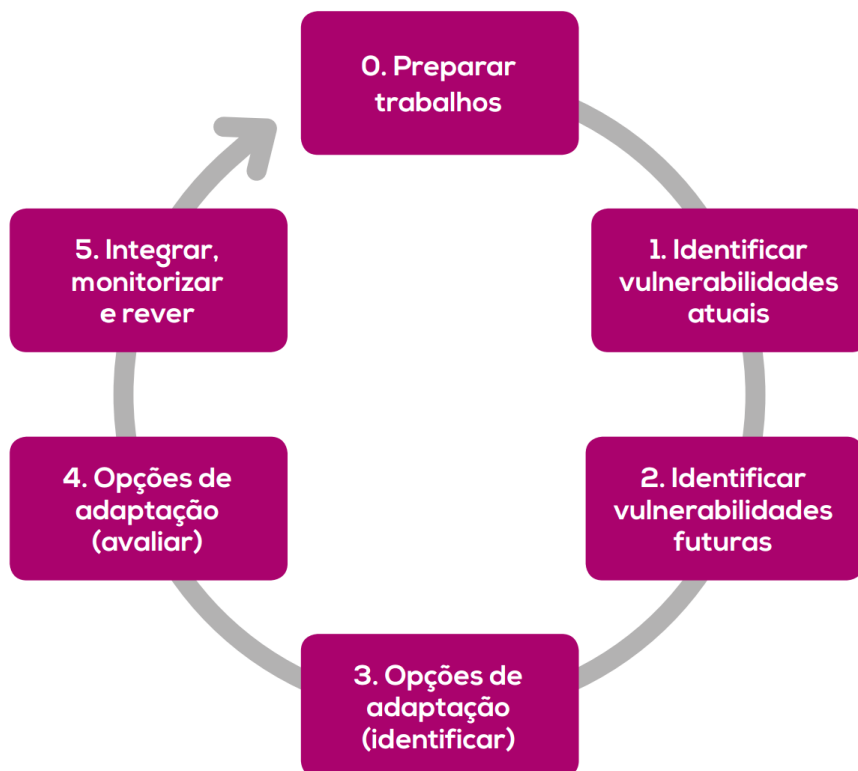 0. Preparar
trabalhos
1. Identificar
vulnerabilidades
atuais
2. Identificar
vulnerabilidades
futuras
3. Opções de
adaptação
(identificar)
4. Opções de
adaptação
(avaliar)
5. Integrar,
monitorizar
e rever